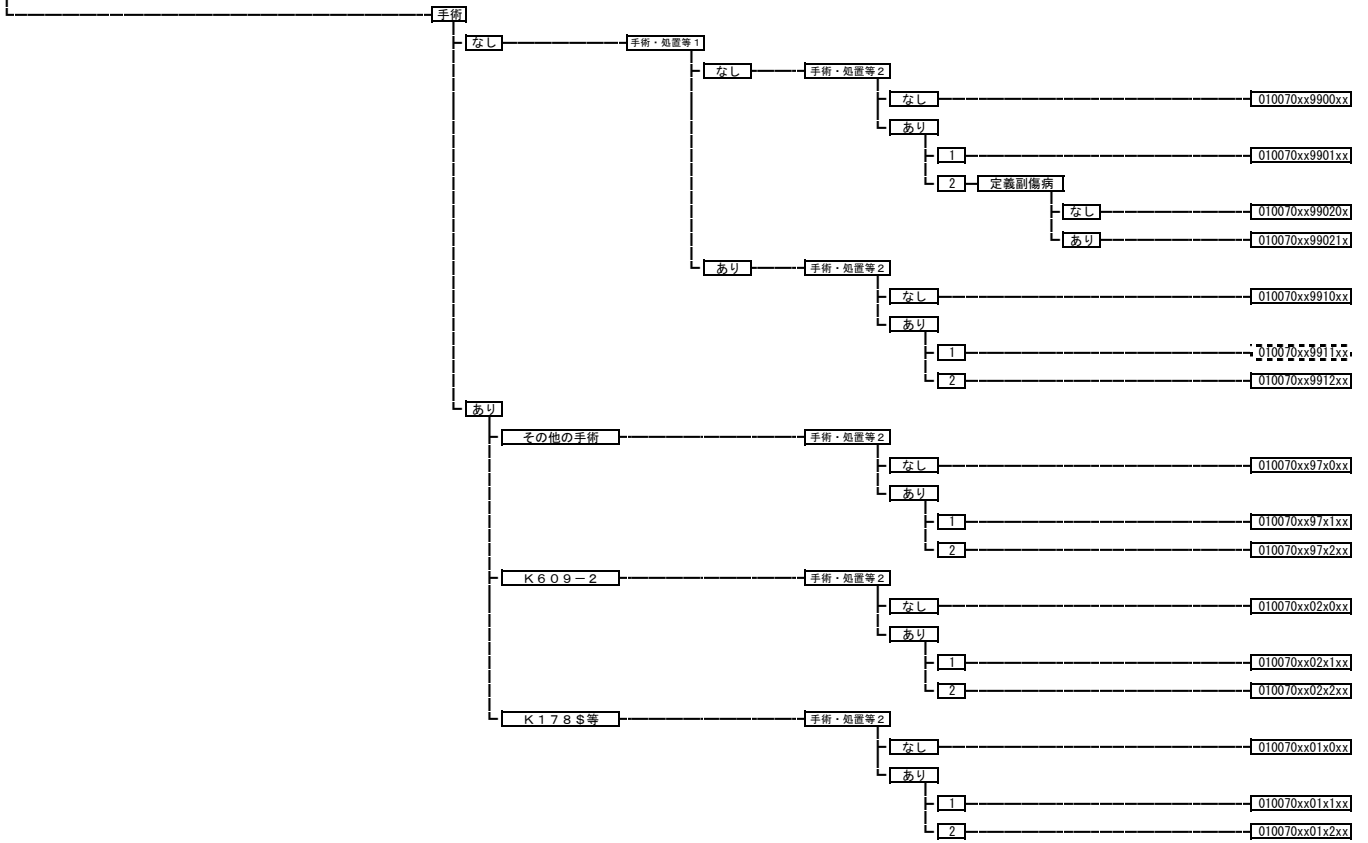 手術
なし 手術・処置等1
なし 手術・処置等2
なし 010070xx9900xx
あり
1 010070xx9901xx
2 定義副傷病
なし 010070xx99020x
あり 010070xx99021x
あり 手術・処置等2
なし 010070xx9910xx
あり
1 010070xx9911xx
2 010070xx9912xx
あり
その他の手術 手術・処置等2
なし 010070xx97x0xx
あり
1 010070xx97x1xx
2 010070xx97x2xx
K609-2 手術・処置等2
なし 010070xx02x0xx
あり
1 010070xx02x1xx
2 010070xx02x2xx
K178$等 手術・処置等2
なし 010070xx01x0xx
あり
1 010070xx01x1xx
2 010070xx01x2xx